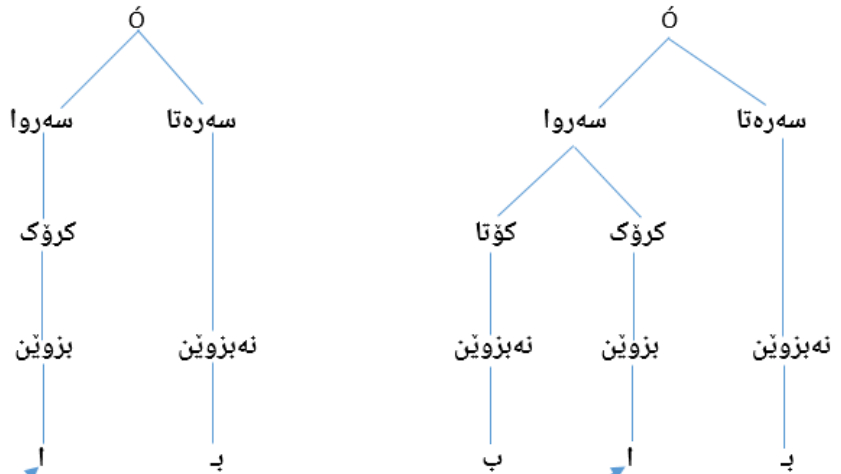 Ó Ó
سەرەتا سەروا سەرەتا سەروا
کرۆک کۆتا کرۆک
نەبزوێن بزوێن نەبزوێن نەبزوێن بزوێن
بـ ا ب بـ ا